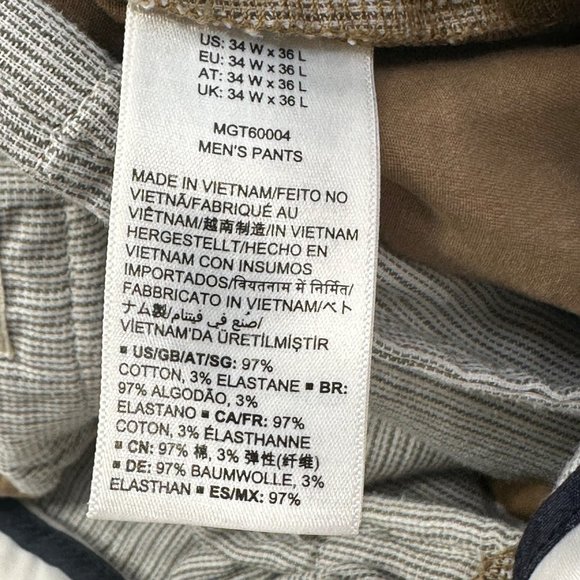 US: 34 W x 36 L
EU: 34 W x 36 L
AT: 34 W x 36 L
UK: 34 W x 36 L
MGT60004
MEN'S PANTS
MADE IN VIETNAM/FEITO NO
VIETNÃ/FABRIQUÉ AU
VIÊTNAM/越南制造/IN VIETNAM
HERGESTELLT/HECHO EN
VIETNAM CON INSUMOS
IMPORTADOS/वियतनाम में निर्मित/
FABBRICATO IN VIETNAM/ベト
ナム製/صُنع في فيتنام/
VIETNAM'DA ÜRETİLMİŞTİR
▪ US/GB/AT/SG: 97%
COTTON, 3% ELASTANE ▪ BR:
97% ALGODÃO, 3%
ELASTANO ▪ CA/FR: 97%
COTON, 3% ÉLASTHANNE
▪ CN: 97% 棉, 3% 弹性(纤维)
▪ DE: 97% BAUMWOLLE, 3%
ELASTHAN ▪ ES/MX: 97%